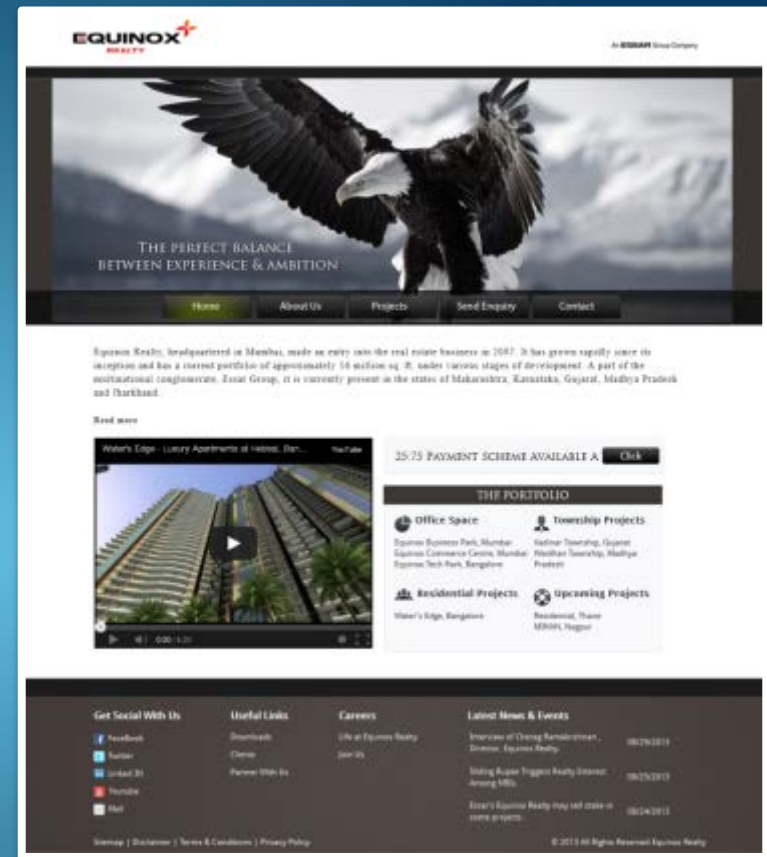 EQUINOX
REALTY
An ESSAR Group Company
THE PERFECT BALANCE
BETWEEN EXPERIENCE & AMBITION
Home About Us Projects Send Enquiry Contact
Equinox Realty, headquartered in Mumbai, made an entry into the real estate business in 2007. It has grown rapidly since its
inception and has a current portfolio of approximately 16 million sq. ft. under various stages of development. A part of the
multinational conglomerate, Essar Group, it is currently present in the states of Maharashtra, Karnataka, Gujarat, Madhya Pradesh
and Jharkhand.
Read more
Water's Edge - Luxury Apartments at Hebbal, Ban... YouTube
0:00
25:75 PAYMENT SCHEME AVAILABLE A Click
THE PORTFOLIO
Office Space
Equinox Business Park, Mumbai
Equinox Commerce Centre, Mumbai
Equinox Tech Park, Bangalore
Township Projects
Vadinar Township, Gujarat
Township, Madhya
Pradesh
Residential Projects
Water's Edge, Bangalore
Upcoming Projects
Residential, Thane
MIHAN, Nagpur
Get Social With Us
FaceBook
Twitter
Linked IN
Youtube
Mail
Useful Links
Downloads
Clients
Partner With Us
Careers
Life at Equinox Realty
Join Us
Latest News & Events
Interview of Chirag Ramakrishnan ,
Director, Equinox Realty. 08/29/2013
Sliding Rupee Triggers Realty Interest
Among NRIs. 08/25/2013
Essar's Equinox Realty may sell stake in
some projects. 08/24/2013
Sitemap | Disclaimer | Terms & Conditions | Privacy Policy
© 2013 All Rights Reserved Equinox Realty